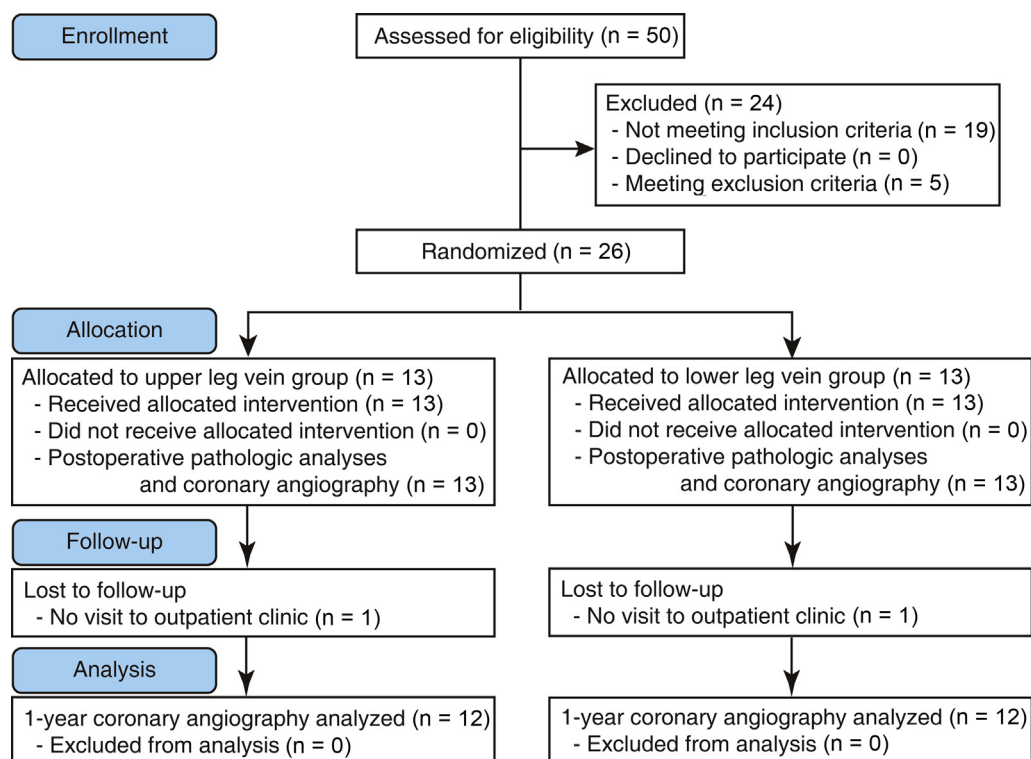 Enrollment
Assessed for eligibility (n = 50)
Excluded (n = 24)
- Not meeting inclusion criteria (n = 19)
- Declined to participate (n = 0)
- Meeting exclusion criteria (n = 5)
Randomized (n = 26)
Allocation
Allocated to upper leg vein group (n = 13)
- Received allocated intervention (n = 13)
- Did not receive allocated intervention (n = 0)
- Postoperative pathologic analyses
and coronary angiography (n = 13)
Allocated to lower leg vein group (n = 13)
- Received allocated intervention (n = 13)
- Did not receive allocated intervention (n = 0)
- Postoperative pathologic analyses
and coronary angiography (n = 13)
Follow-up
Lost to follow-up
- No visit to outpatient clinic (n = 1)
Lost to follow-up
- No visit to outpatient clinic (n = 1)
Analysis
1-year coronary angiography analyzed (n = 12)
- Excluded from analysis (n = 0)
1-year coronary angiography analyzed (n = 12)
- Excluded from analysis (n = 0)